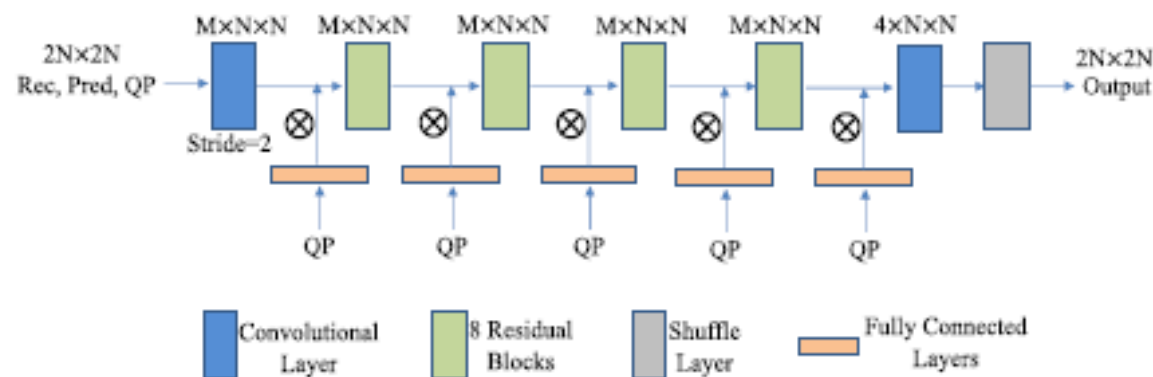 M×N×N M×N×N M×N×N M×N×N M×N×N 4×N×N
2N×2N
Rec, Pred, QP
2N×2N
Output
Stride=2
QP QP QP QP QP
Convolutional
Layer
8 Residual
Blocks
Shuffle
Layer
Fully Connected
Layers